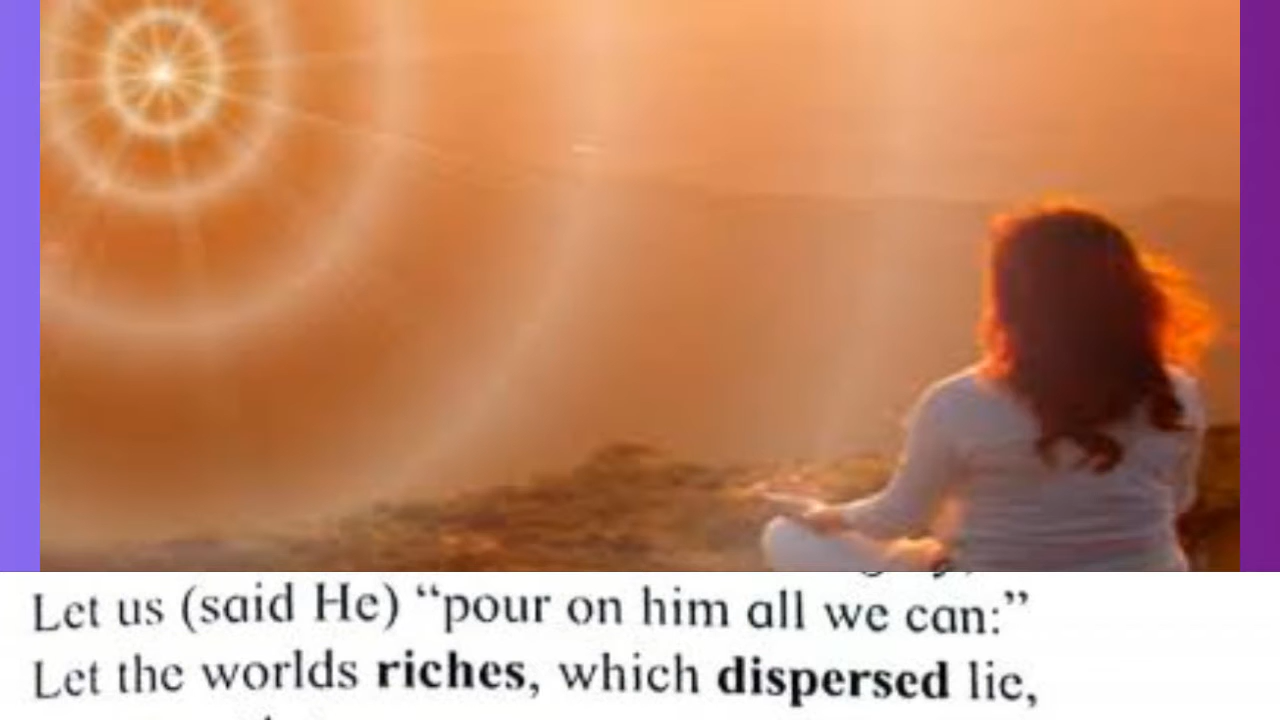 Let us (said He) “pour on him all we can:”
Let the worlds riches, which dispersed lie,